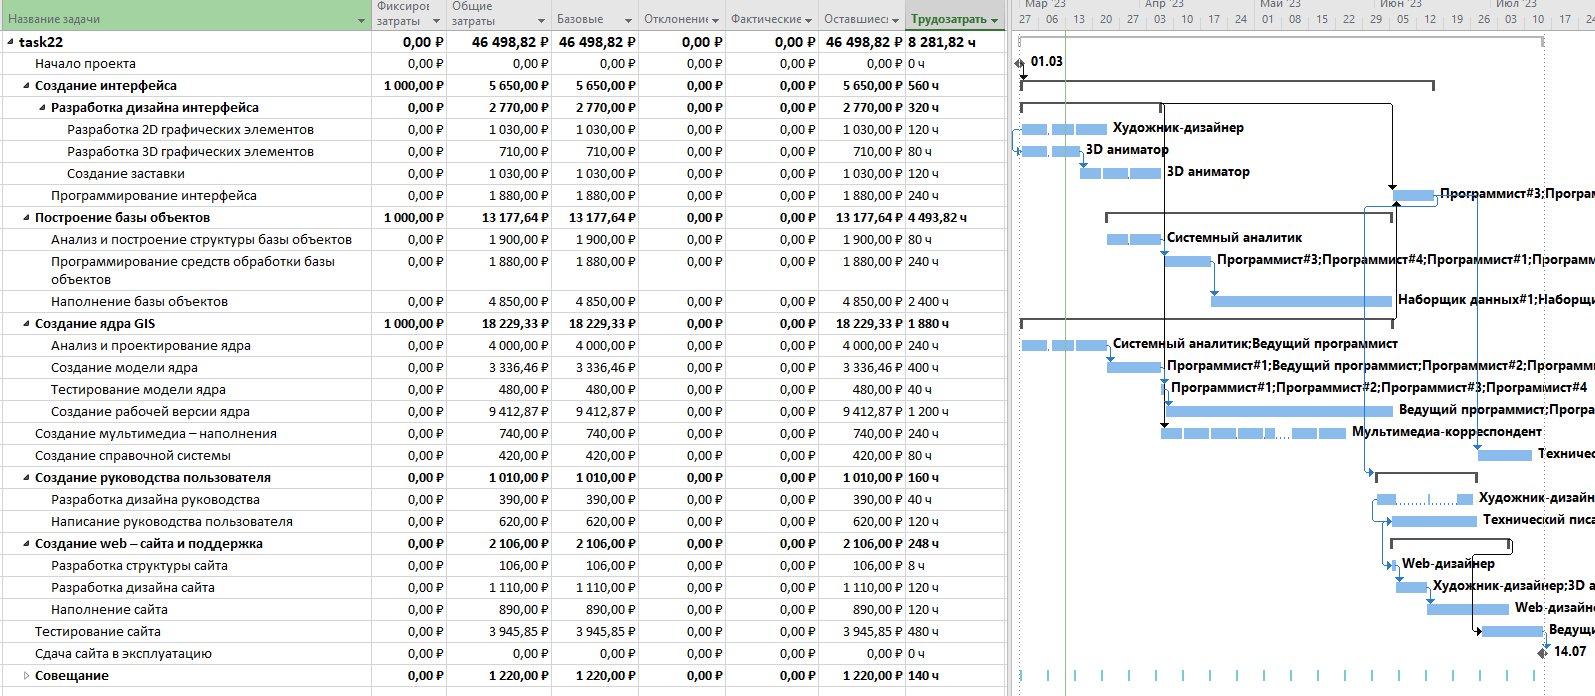 Название задачи Фиксиров затраты Общие затраты Базовые Отклонение Фактические Оставшиес Трудозатрать
Мар '23 Апр '23 Май '23 Июн '23 Июл '23
27 06 13 20 27 03 10 17 24 01 08 15 22 29 05 12 19 26 03 10 17 24
task22 0,00 ₽ 46 498,82 ₽ 46 498,82 ₽ 0,00 ₽ 0,00 ₽ 46 498,82 ₽ 8 281,82 ч
Начало проекта 0,00 ₽ 0,00 ₽ 0,00 ₽ 0,00 ₽ 0,00 ₽ 0,00 ₽ 0 ч 01.03
Создание интерфейса 1 000,00 ₽ 5 650,00 ₽ 5 650,00 ₽ 0,00 ₽ 0,00 ₽ 5 650,00 ₽ 560 ч
Разработка дизайна интерфейса 0,00 ₽ 2 770,00 ₽ 2 770,00 ₽ 0,00 ₽ 0,00 ₽ 2 770,00 ₽ 320 ч
Разработка 2D графических элементов 0,00 ₽ 1 030,00 ₽ 1 030,00 ₽ 0,00 ₽ 0,00 ₽ 1 030,00 ₽ 120 ч Художник-дизайнер
Разработка 3D графических элементов 0,00 ₽ 710,00 ₽ 710,00 ₽ 0,00 ₽ 0,00 ₽ 710,00 ₽ 80 ч 3D аниматор
Создание заставки 0,00 ₽ 1 030,00 ₽ 1 030,00 ₽ 0,00 ₽ 0,00 ₽ 1 030,00 ₽ 120 ч 3D аниматор
Программирование интерфейса 0,00 ₽ 1 880,00 ₽ 1 880,00 ₽ 0,00 ₽ 0,00 ₽ 1 880,00 ₽ 240 ч Программист#3;Програм
Построение базы объектов 1 000,00 ₽ 13 177,64 ₽ 13 177,64 ₽ 0,00 ₽ 0,00 ₽ 13 177,64 ₽ 4 493,82 ч
Анализ и построение структуры базы объектов 0,00 ₽ 1 900,00 ₽ 1 900,00 ₽ 0,00 ₽ 0,00 ₽ 1 900,00 ₽ 80 ч Системный аналитик
Программирование средств обработки базы объектов 0,00 ₽ 1 880,00 ₽ 1 880,00 ₽ 0,00 ₽ 0,00 ₽ 1 880,00 ₽ 240 ч Программист#3;Программист#4;Программист#1;Програм
Наполнение базы объектов 0,00 ₽ 4 850,00 ₽ 4 850,00 ₽ 0,00 ₽ 0,00 ₽ 4 850,00 ₽ 2 400 ч Наборщик данных#1;Наборщи
Создание ядра GIS 1 000,00 ₽ 18 229,33 ₽ 18 229,33 ₽ 0,00 ₽ 0,00 ₽ 18 229,33 ₽ 1 880 ч
Анализ и проектирование ядра 0,00 ₽ 4 000,00 ₽ 4 000,00 ₽ 0,00 ₽ 0,00 ₽ 4 000,00 ₽ 240 ч Системный аналитик;Ведущий программист
Создание модели ядра 0,00 ₽ 3 336,46 ₽ 3 336,46 ₽ 0,00 ₽ 0,00 ₽ 3 336,46 ₽ 400 ч Программист#1;Ведущий программист;Программист#2;Программ
Тестирование модели ядра 0,00 ₽ 480,00 ₽ 480,00 ₽ 0,00 ₽ 0,00 ₽ 480,00 ₽ 40 ч Программист#1;Программист#2;Программист#3;Программист#4
Создание рабочей версии ядра 0,00 ₽ 9 412,87 ₽ 9 412,87 ₽ 0,00 ₽ 0,00 ₽ 9 412,87 ₽ 1 200 ч Ведущий программист;Програ
Создание мультимедиа – наполнения 0,00 ₽ 740,00 ₽ 740,00 ₽ 0,00 ₽ 0,00 ₽ 740,00 ₽ 240 ч Мультимедиа-корреспондент
Создание справочной системы 0,00 ₽ 420,00 ₽ 420,00 ₽ 0,00 ₽ 0,00 ₽ 420,00 ₽ 80 ч Техничес
Создание руководства пользователя 0,00 ₽ 1 010,00 ₽ 1 010,00 ₽ 0,00 ₽ 0,00 ₽ 1 010,00 ₽ 160 ч
Разработка дизайна руководства 0,00 ₽ 390,00 ₽ 390,00 ₽ 0,00 ₽ 0,00 ₽ 390,00 ₽ 40 ч Художник-дизайн
Написание руководства пользователя 0,00 ₽ 620,00 ₽ 620,00 ₽ 0,00 ₽ 0,00 ₽ 620,00 ₽ 120 ч Технический писа
Создание web – сайта и поддержка 0,00 ₽ 2 106,00 ₽ 2 106,00 ₽ 0,00 ₽ 0,00 ₽ 2 106,00 ₽ 248 ч
Разработка структуры сайта 0,00 ₽ 106,00 ₽ 106,00 ₽ 0,00 ₽ 0,00 ₽ 106,00 ₽ 8 ч Web-дизайнер
Разработка дизайна сайта 0,00 ₽ 1 110,00 ₽ 1 110,00 ₽ 0,00 ₽ 0,00 ₽ 1 110,00 ₽ 120 ч Художник-дизайнер;3D а
Наполнение сайта 0,00 ₽ 890,00 ₽ 890,00 ₽ 0,00 ₽ 0,00 ₽ 890,00 ₽ 120 ч Web-дизайне
Тестирование сайта 0,00 ₽ 3 945,85 ₽ 3 945,85 ₽ 0,00 ₽ 0,00 ₽ 3 945,85 ₽ 480 ч Ведущи
Сдача сайта в эксплуатацию 0,00 ₽ 0,00 ₽ 0,00 ₽ 0,00 ₽ 0,00 ₽ 0,00 ₽ 0 ч 14.07
Совещание 0,00 ₽ 1 220,00 ₽ 1 220,00 ₽ 0,00 ₽ 0,00 ₽ 1 220,00 ₽ 140 ч